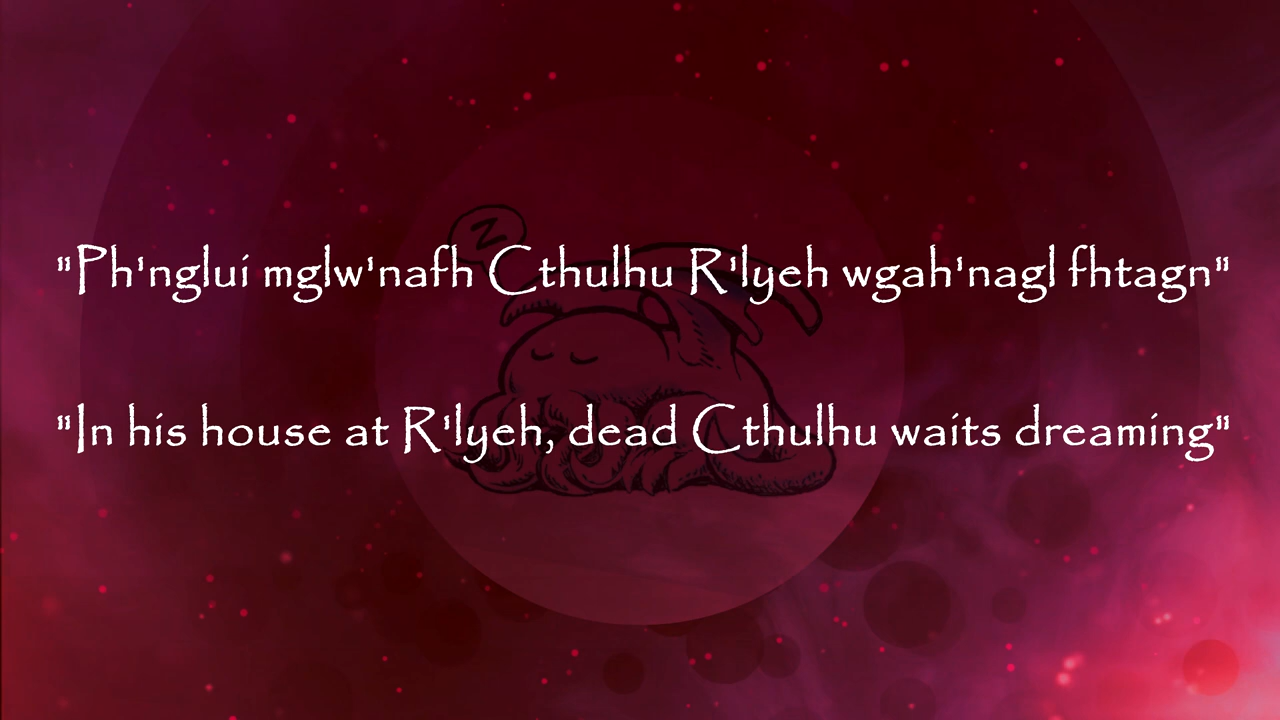 Z
"Ph'nglui mglw'nafh Cthulhu R'lyeh wgah'nagl fhtagn"
"In his house at R'lyeh, dead Cthulhu waits dreaming"